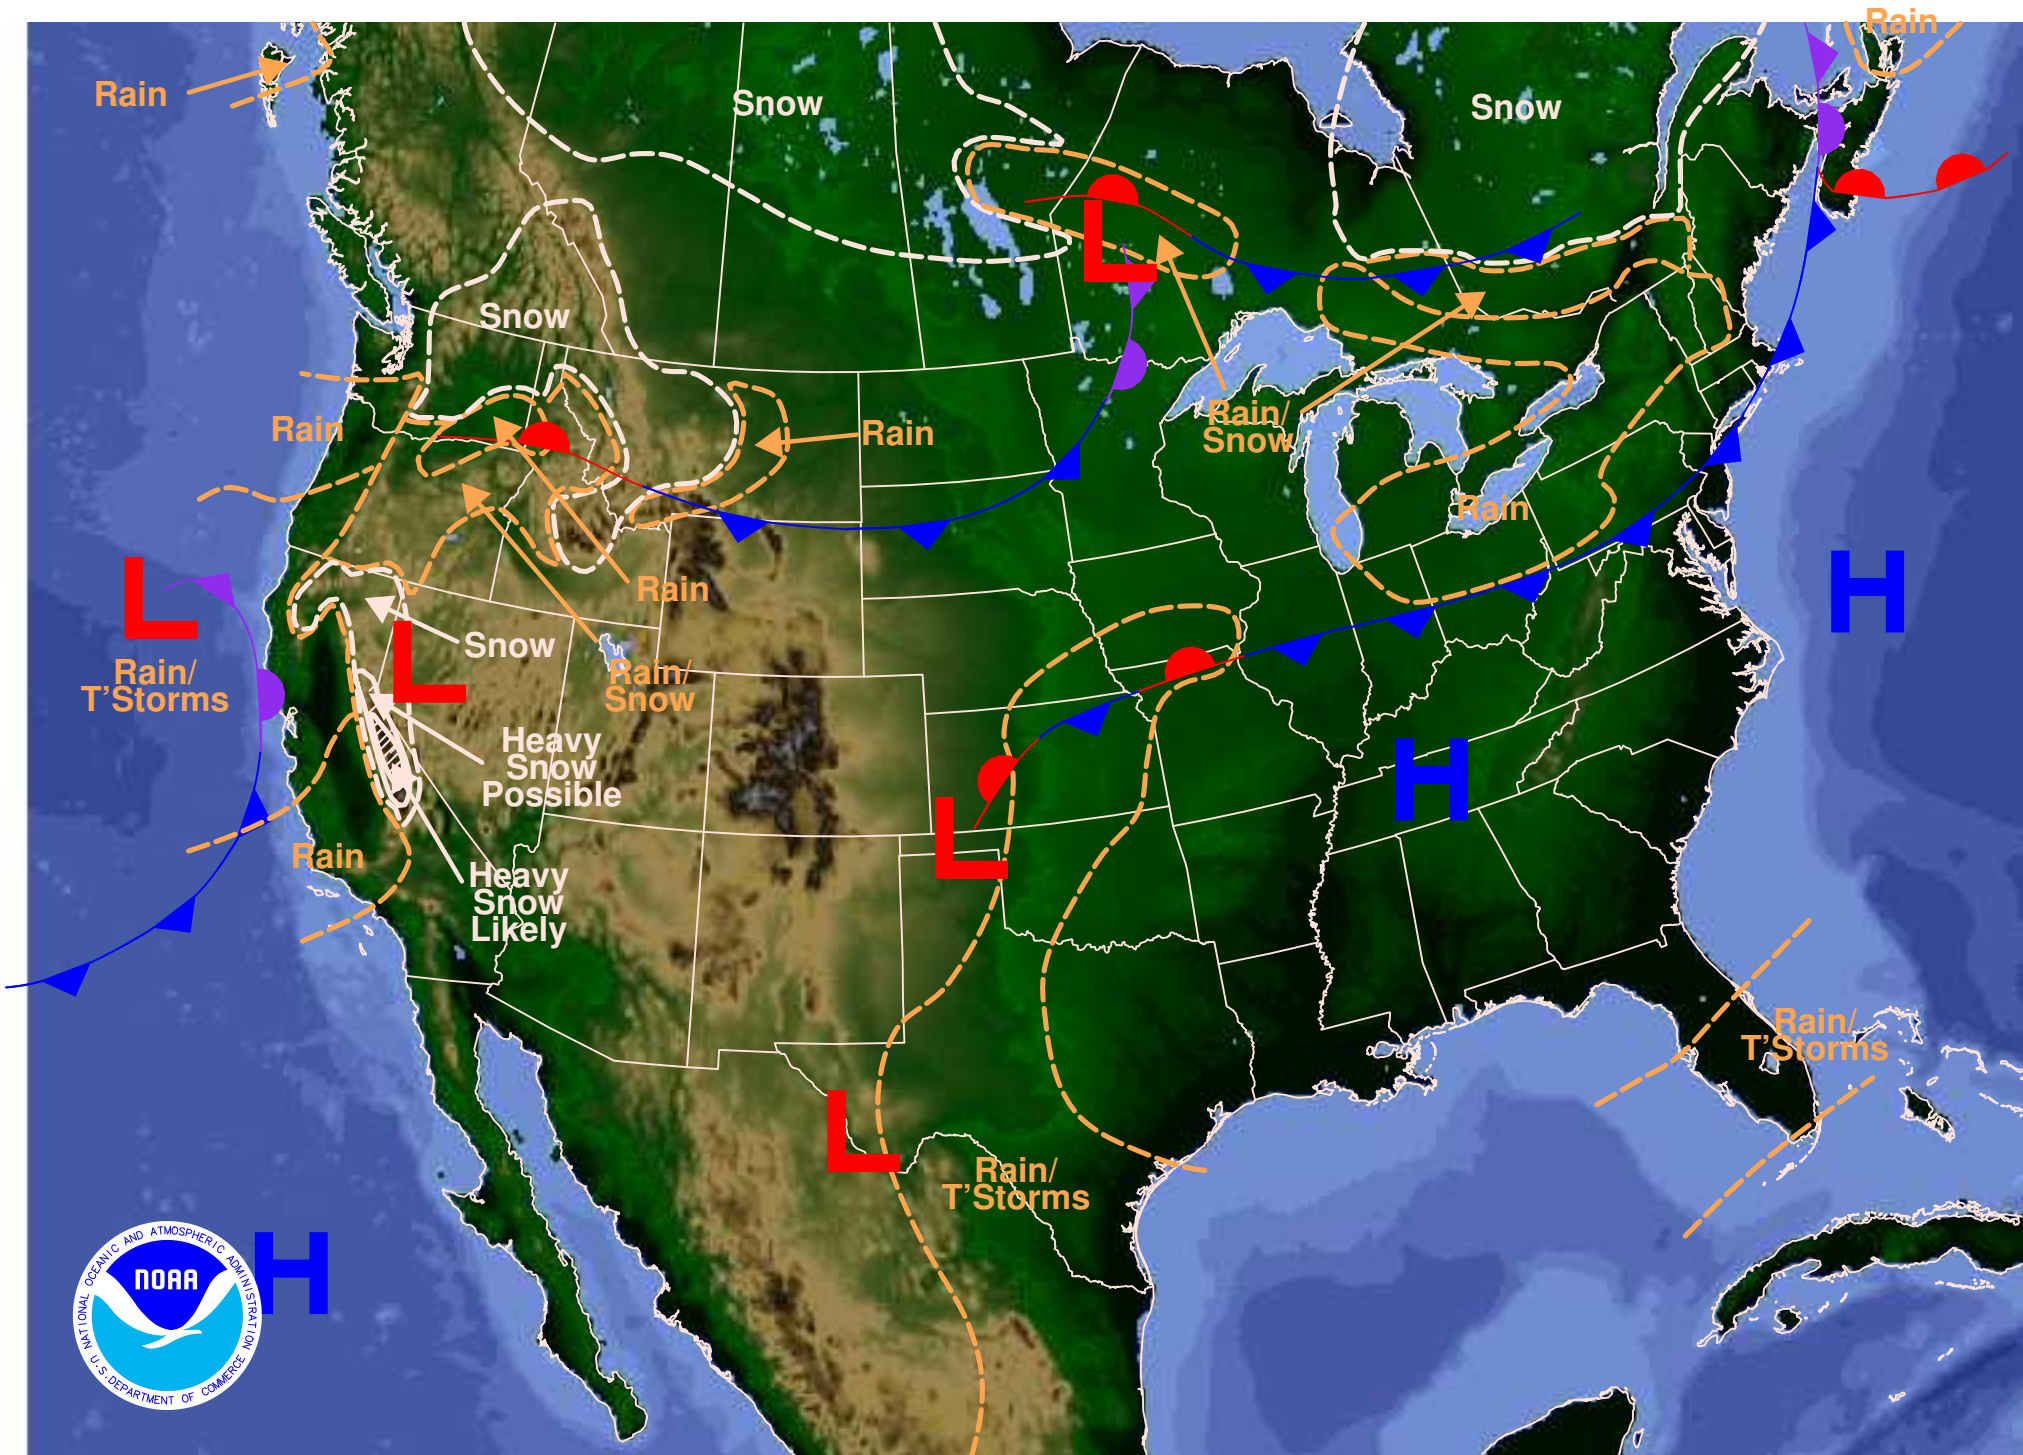 Rain
Rain
Snow
Snow
Snow
Rain
Rain
Rain/
Snow
Rain
Rain
Snow
Rain/
T'Storms
Rain/
Snow
Heavy
Snow
Possible
Rain
Heavy
Snow
Likely
L
L
L
L
L
H
H
H
Rain/
T'Storms
Rain/
T'Storms
NATIONAL OCEANIC AND ATMOSPHERIC ADMINISTRATION
NOAA
U.S. DEPARTMENT OF COMMERCE